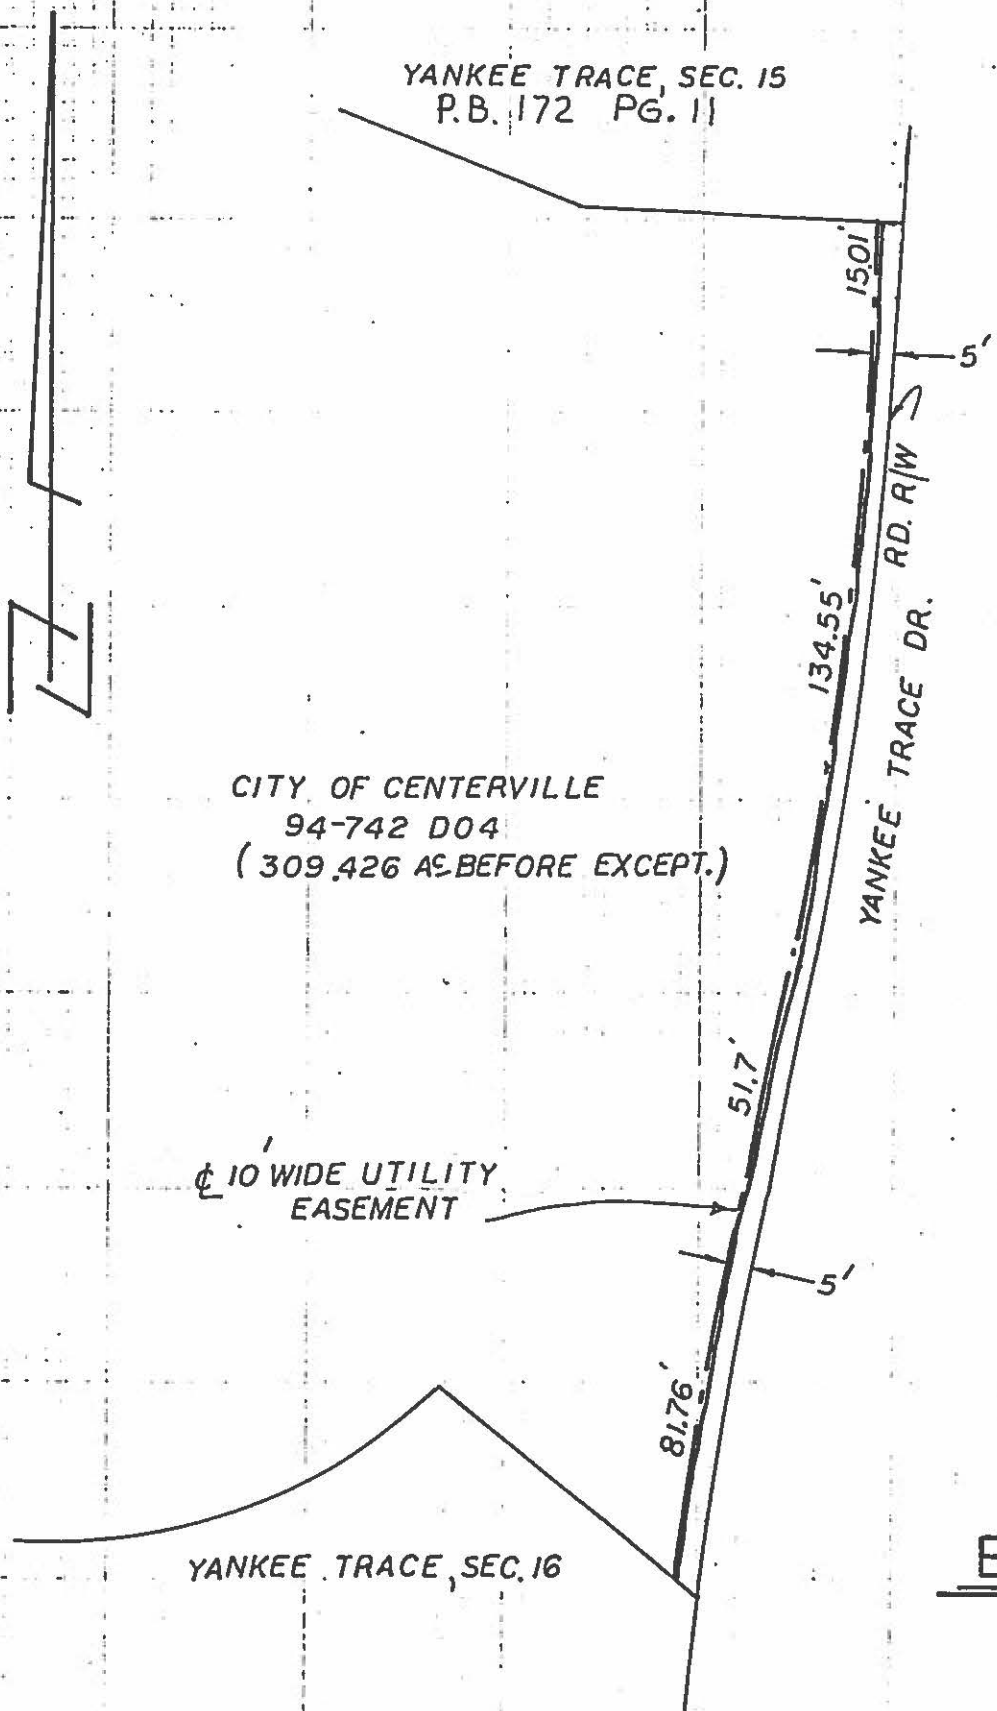 YANKEE TRACE, SEC. 15
P.B. 172 PG. 11
15.01'
5'
YANKEE TRACE DR. RD. R/W
134.55'
CITY OF CENTERVILLE
94-742 D04
(309.426 AC. BEFORE EXCEPT.)
51.7'
℄ 10' WIDE UTILITY
EASEMENT
5'
81.76'
YANKEE TRACE, SEC. 16
N
E